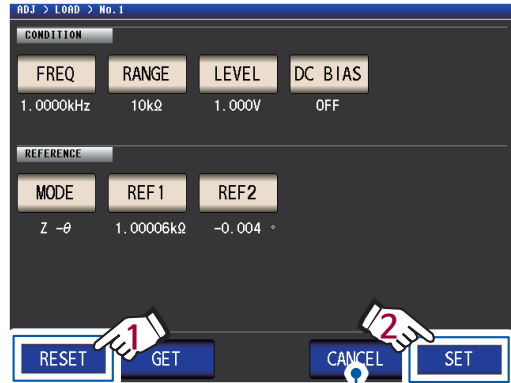 ADJ > LOAD > No.1
CONDITION
FREQ RANGE LEVEL DC BIAS
1.0000kHz 10kΩ 1.000V OFF
REFERENCE
MODE REF1 REF2
Z -θ 1.00006kΩ -0.004 °
1 2
RESET GET CANCEL SET